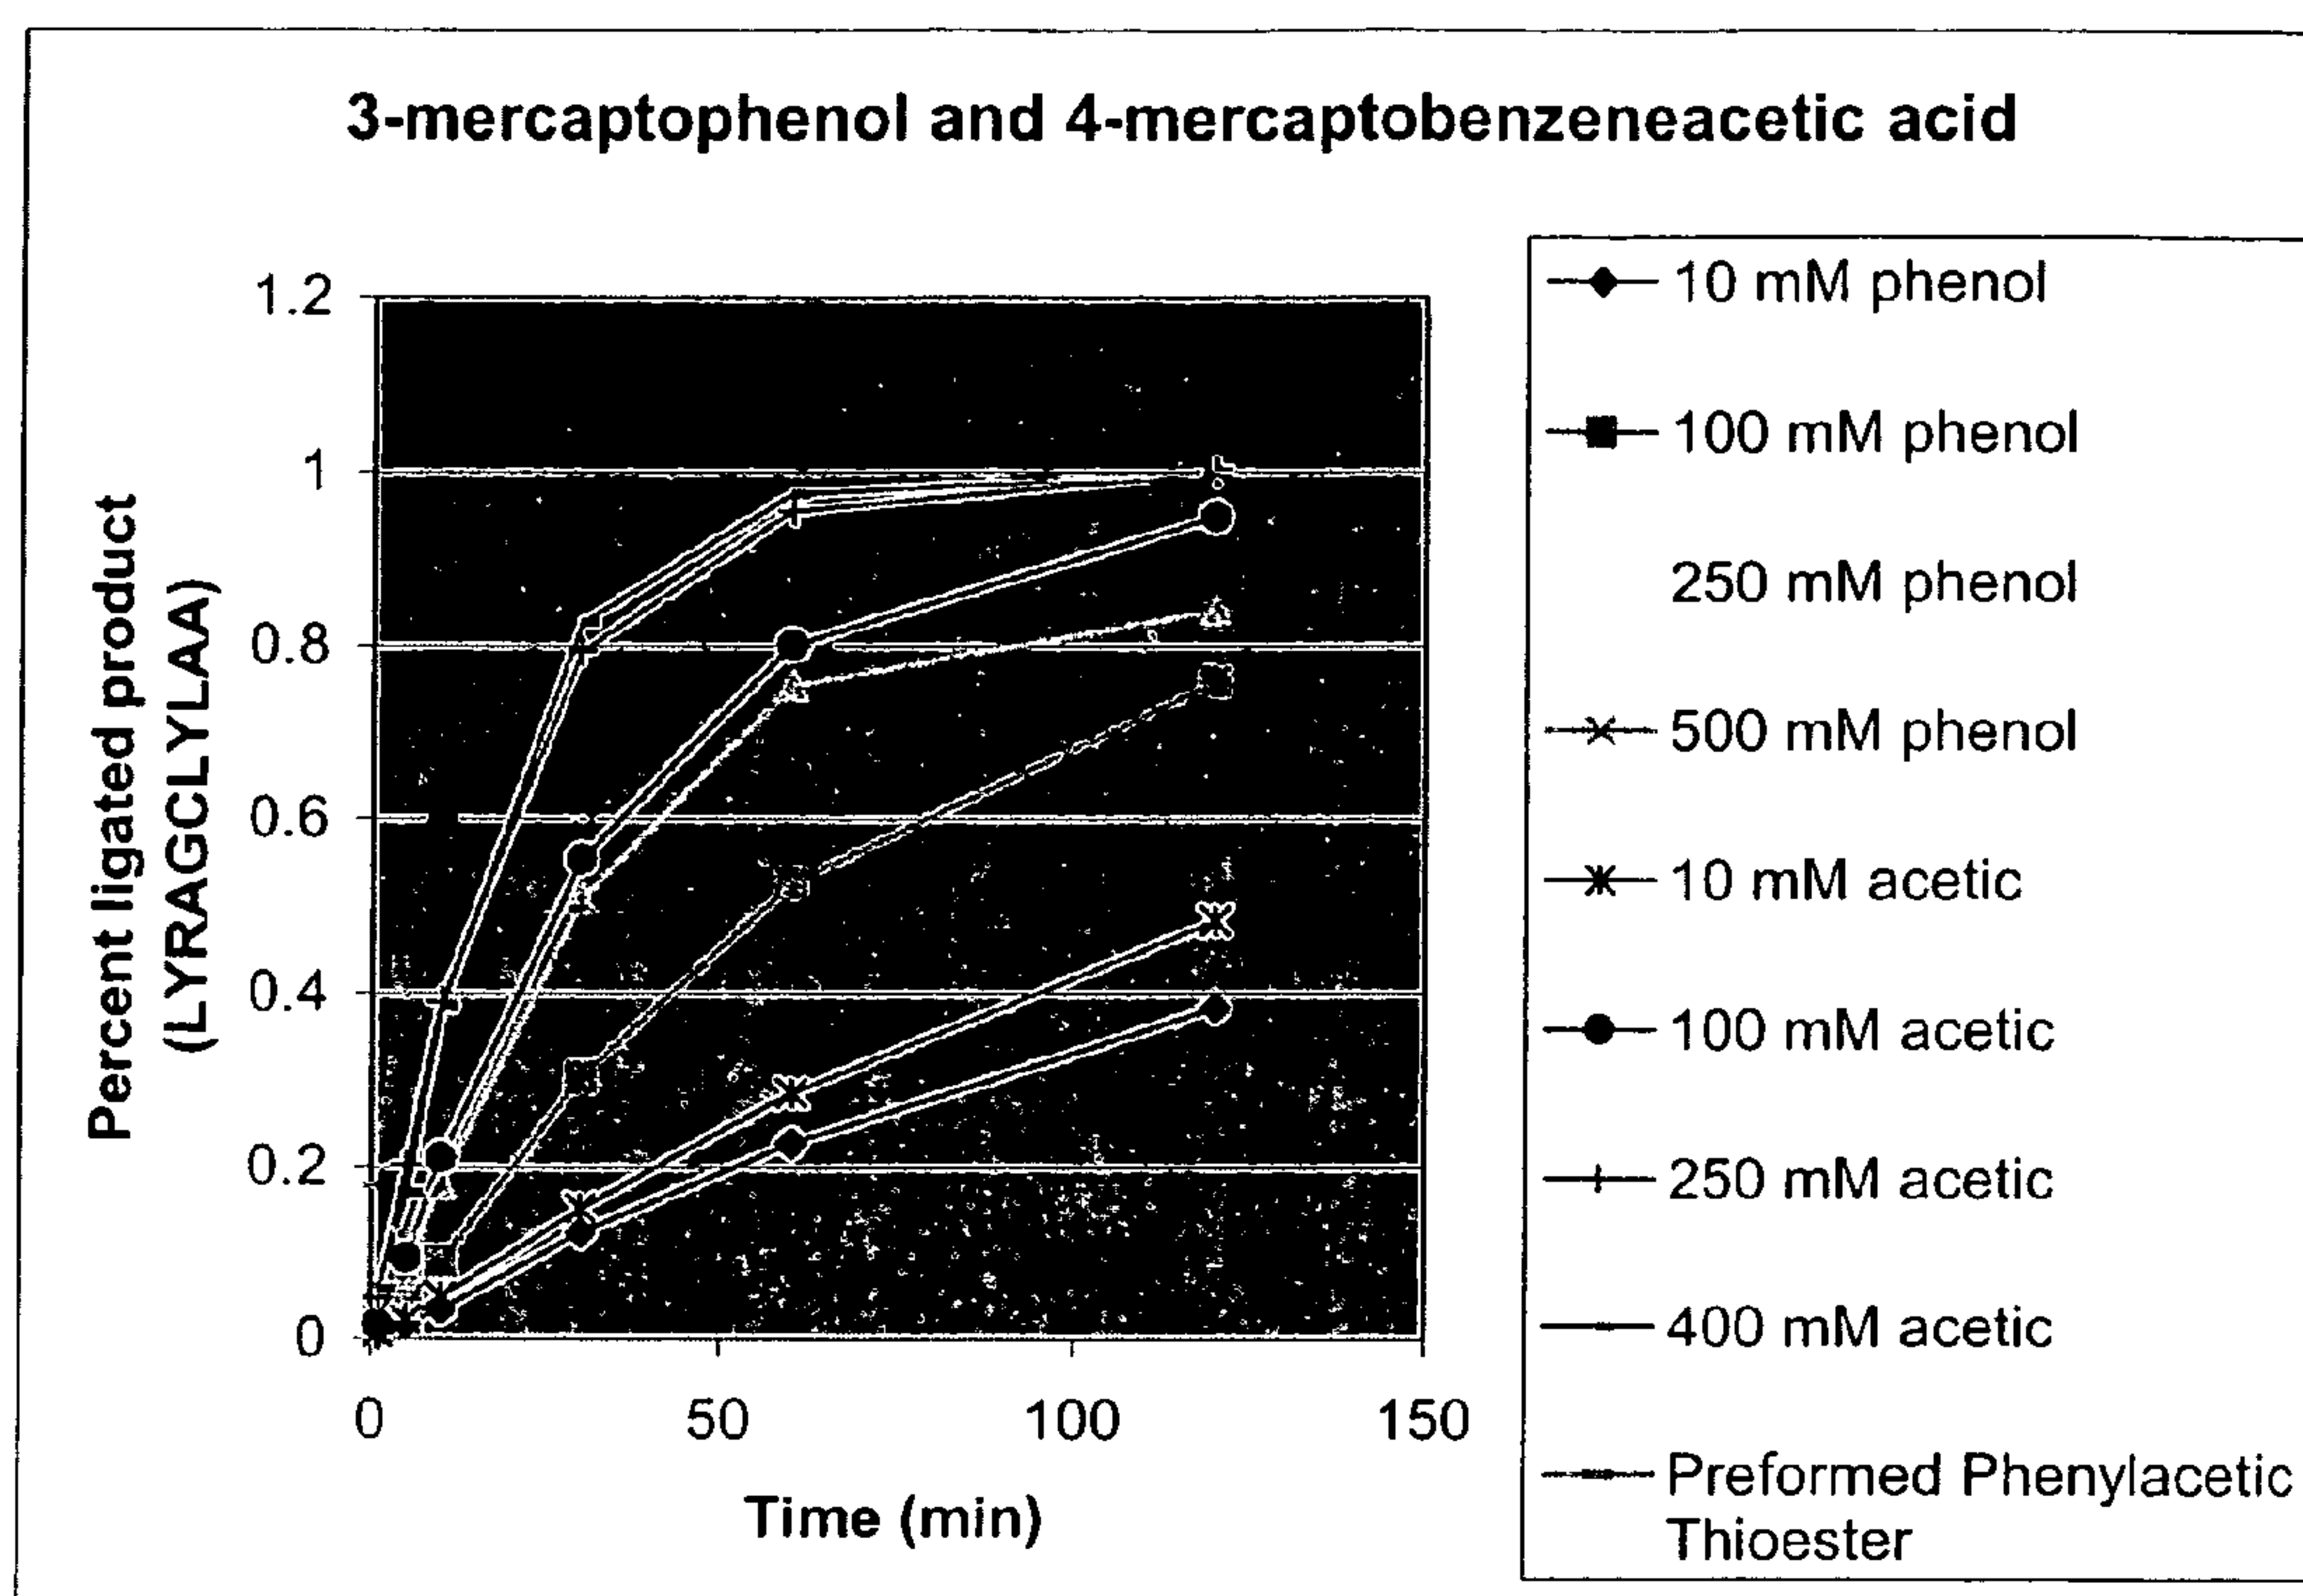 3-mercaptophenol and 4-mercaptobenzeneacetic acid
Percent ligated product
(LYRAGCLYLAA)
1.2
1
0.8
0.6
0.4
0.2
0
0
50
100
150
Time (min)
10 mM phenol
100 mM phenol
250 mM phenol
500 mM phenol
10 mM acetic
100 mM acetic
250 mM acetic
400 mM acetic
Preformed Phenylacetic
Thioester